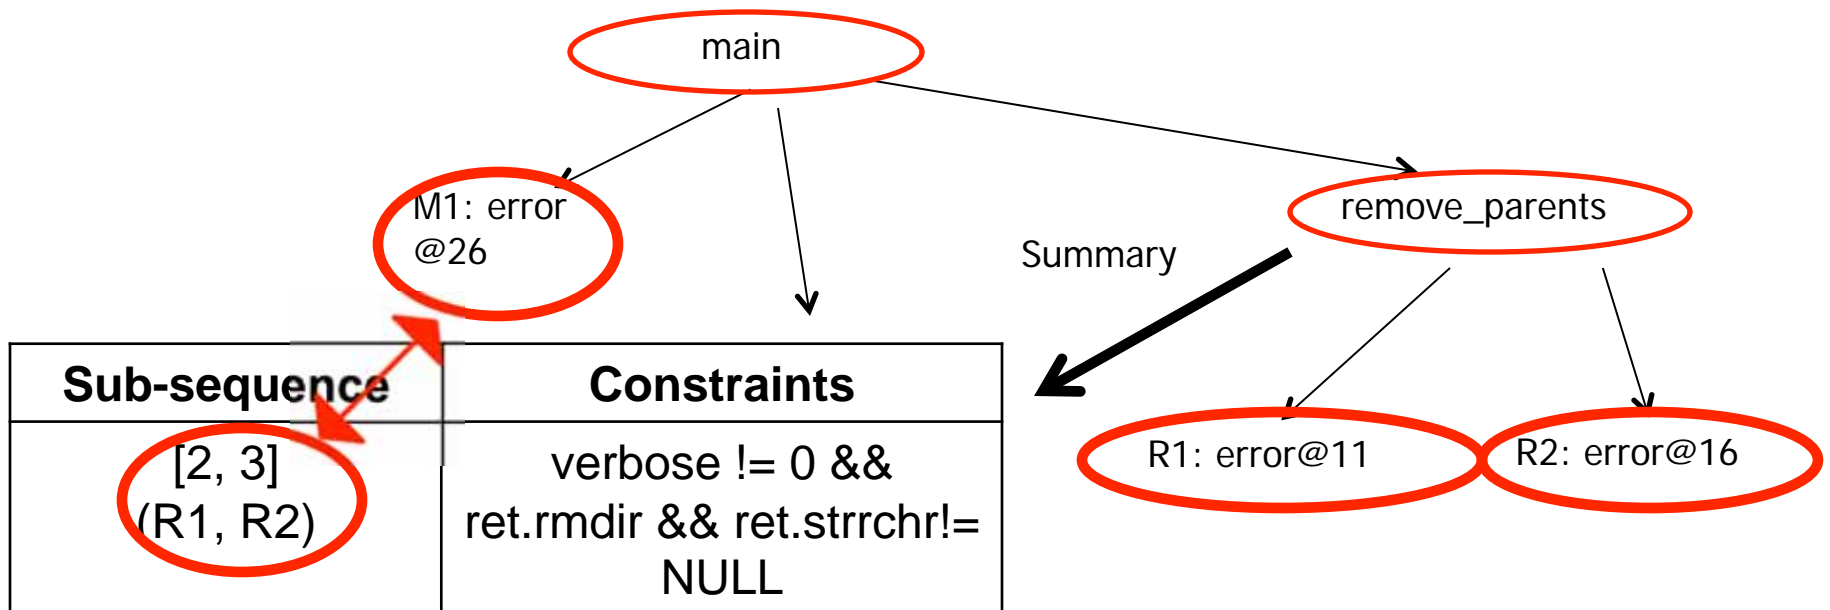 main
M1: error
@26
remove_parents
Summary
Sub-sequence
Constraints
[2, 3]
(R1, R2)
verbose != 0 &&
ret.rmdir && ret.strrchr!=
NULL
R1: error@11
R2: error@16